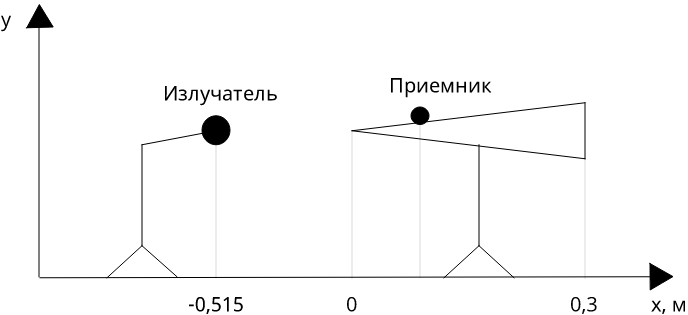 y
Излучатель
Приемник
-0,515
0
0,3
x, м